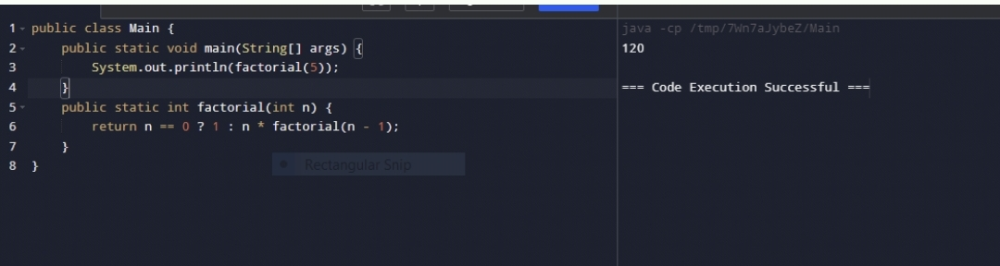 1 public class Main {
2     public static void main(String[] args) {
3         System.out.println(factorial(5));
4     }
5     public static int factorial(int n) {
6         return n == 0 ? 1 : n * factorial(n - 1);
7     }
8 }
Rectangular Snip
java -cp /tmp/7Wn7aJybeZ/Main
120
=== Code Execution Successful ===